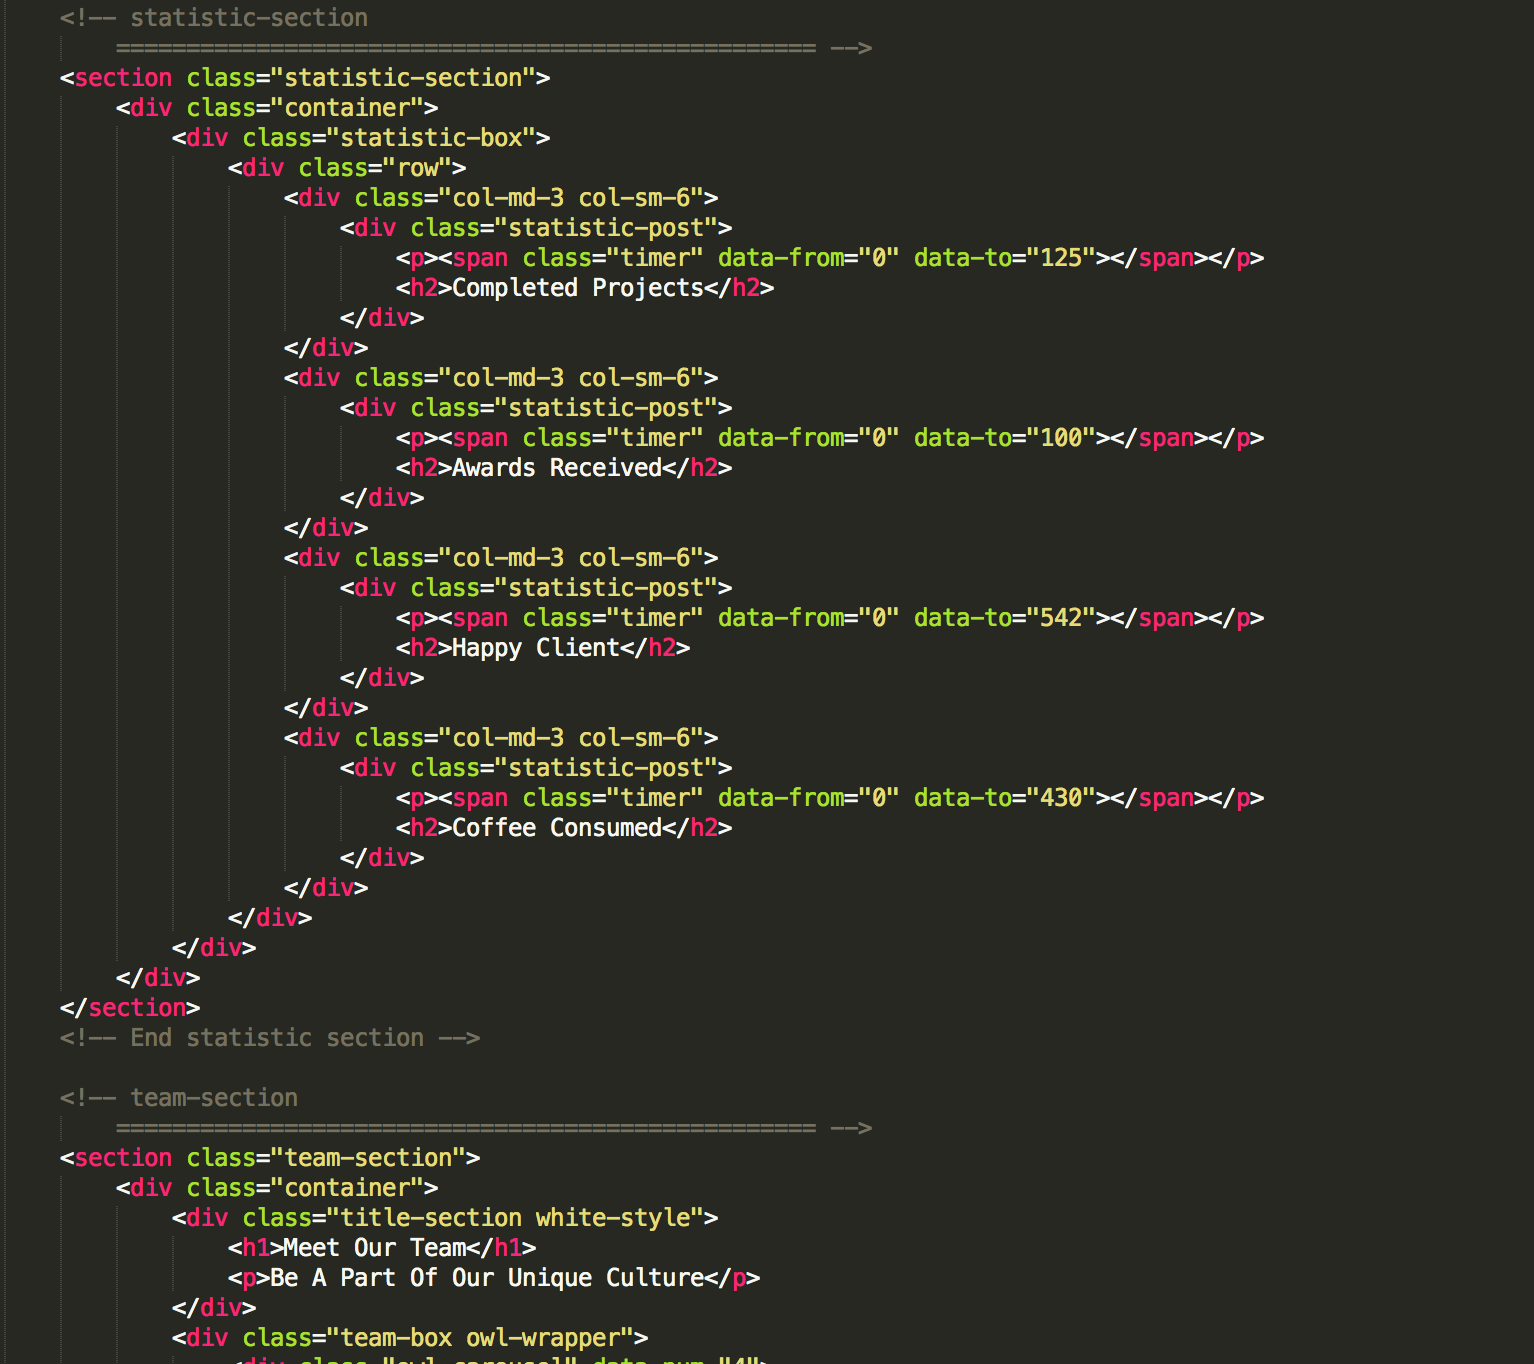 <!-- statistic-section
================================================== -->
<section class="statistic-section">
<div class="container">
<div class="statistic-box">
<div class="row">
<div class="col-md-3 col-sm-6">
<div class="statistic-post">
<p><span class="timer" data-from="0" data-to="125"></span></p>
<h2>Completed Projects</h2>
</div>
</div>
<div class="col-md-3 col-sm-6">
<div class="statistic-post">
<p><span class="timer" data-from="0" data-to="100"></span></p>
<h2>Awards Received</h2>
</div>
</div>
<div class="col-md-3 col-sm-6">
<div class="statistic-post">
<p><span class="timer" data-from="0" data-to="542"></span></p>
<h2>Happy Client</h2>
</div>
</div>
<div class="col-md-3 col-sm-6">
<div class="statistic-post">
<p><span class="timer" data-from="0" data-to="430"></span></p>
<h2>Coffee Consumed</h2>
</div>
</div>
</div>
</div>
</div>
</section>
<!-- End statistic section -->
<!-- team-section
================================================== -->
<section class="team-section">
<div class="container">
<div class="title-section white-style">
<h1>Meet Our Team</h1>
<p>Be A Part Of Our Unique Culture</p>
</div>
<div class="team-box owl-wrapper">
<div class="owl-carousel" data-num="4">